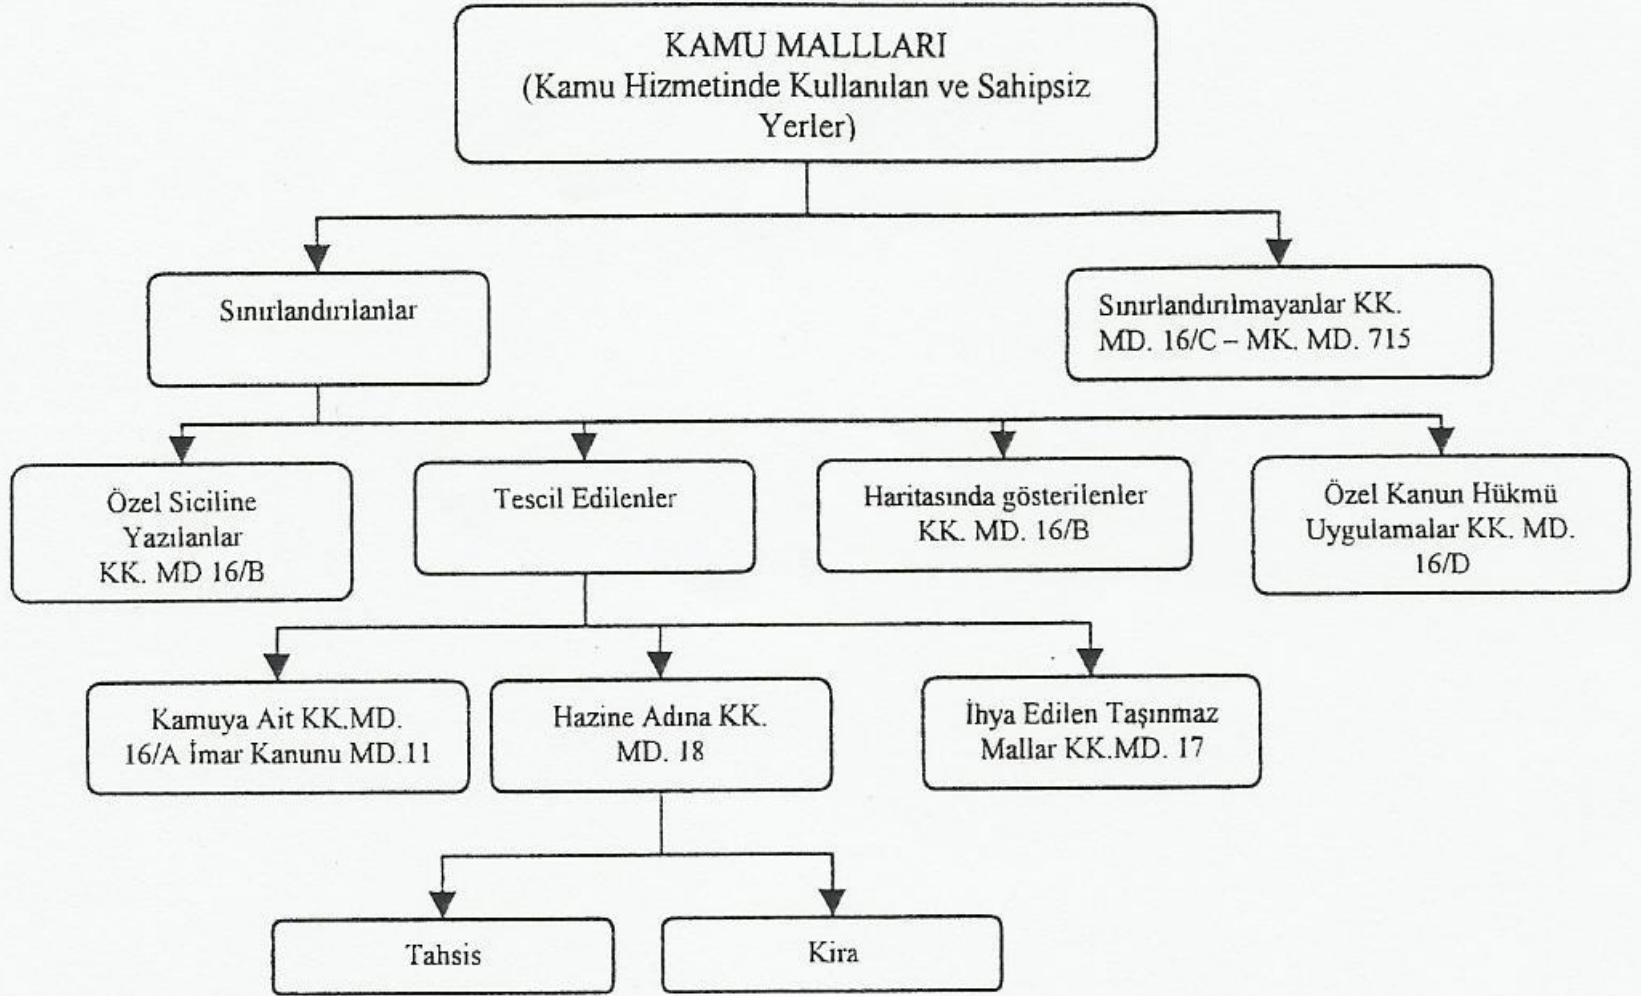 KAMU MALLLARI
(Kamu Hizmetinde Kullanılan ve Sahipsiz
Yerler)
Sınırlandırılanlar
Sınırlandırılmayanlar KK.
MD. 16/C – MK. MD. 715
Özel Siciline
Yazılanlar
KK. MD 16/B
Tescil Edilenler
Haritasında gösterilenler
KK. MD. 16/B
Özel Kanun Hükmü
Uygulamalar KK. MD.
16/D
Kamuya Ait KK.MD.
16/A İmar Kanunu MD.11
Hazine Adına KK.
MD. 18
İhya Edilen Taşınmaz
Mallar KK.MD. 17
Tahsis
Kira